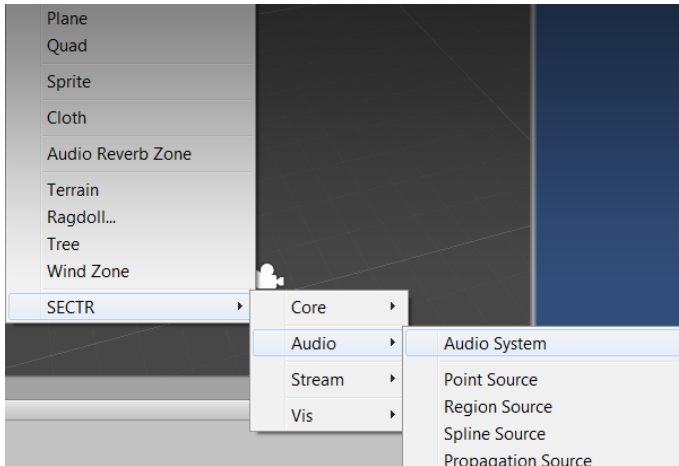 Plane
Quad
Sprite
Cloth
Audio Reverb Zone
Terrain
Ragdoll...
Tree
Wind Zone
SECTR
Core
Audio
Stream
Vis
Audio System
Point Source
Region Source
Spline Source
Propagation Source